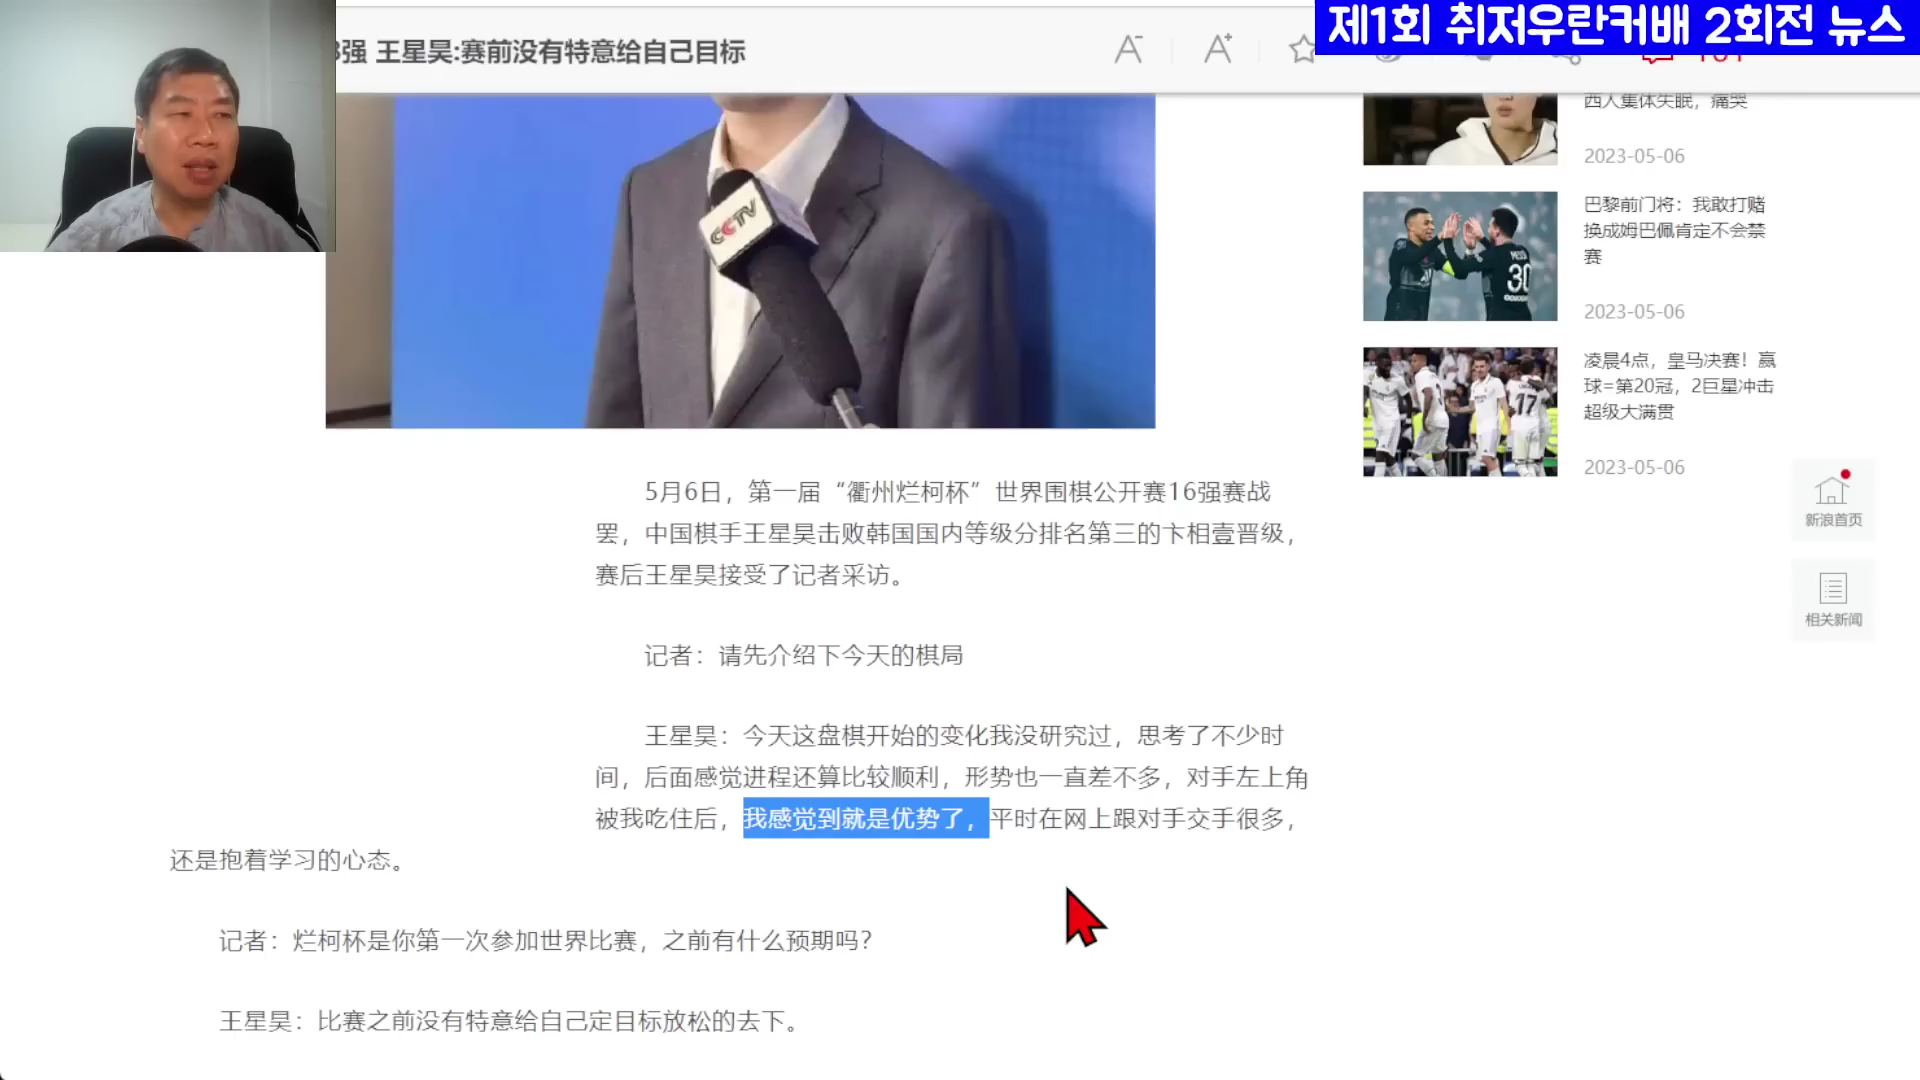 제1회 취저우란커배 2회전 뉴스
强 王星昊:赛前没有特意给自己目标
A-
A+
CCTV
西人集体失眠，痛哭
2023-05-06
巴黎前门将：我敢打赌
换成姆巴佩肯定不会禁
赛
2023-05-06
30
凌晨4点，皇马决赛！赢
球=第20冠，2巨星冲击
超级大满贯
2023-05-06
17
新浪首页
相关新闻
5月6日，第一届“衢州烂柯杯”世界围棋公开赛16强赛战
罢，中国棋手王星昊击败韩国国内等级分排名第三的卞相壹晋级，
赛后王星昊接受了记者采访。
记者：请先介绍下今天的棋局
王星昊：今天这盘棋开始的变化我没研究过，思考了不少时
间，后面感觉进程还算比较顺利，形势也一直差不多，对手左上角
被我吃住后，我感觉到就是优势了，平时在网上跟对手交手很多，
还是抱着学习的心态。
记者：烂柯杯是你第一次参加世界比赛，之前有什么预期吗？
王星昊：比赛之前没有特意给自己定目标放松的去下。